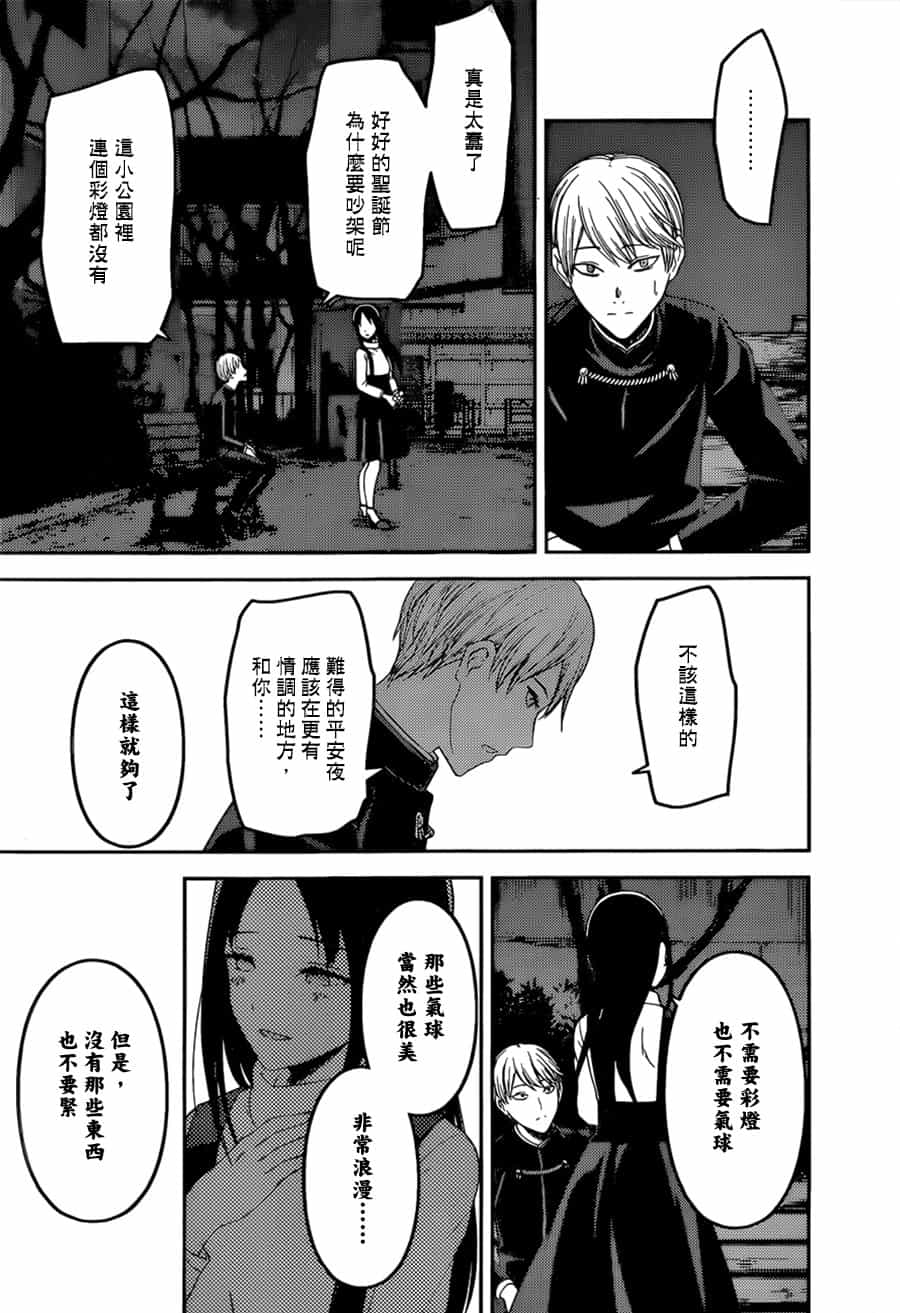 ………
真是太蠢了
好好的聖誕節
為什麼要吵架呢
這小公園裡
連個彩燈都沒有
不該這樣的
難得的平安夜
應該在更有
情調的地方，
和你……
這樣就夠了
不需要彩燈
也不需要氣球
那些氣球
當然也很美
非常浪漫……
但是，
沒有那些東西
也不要緊